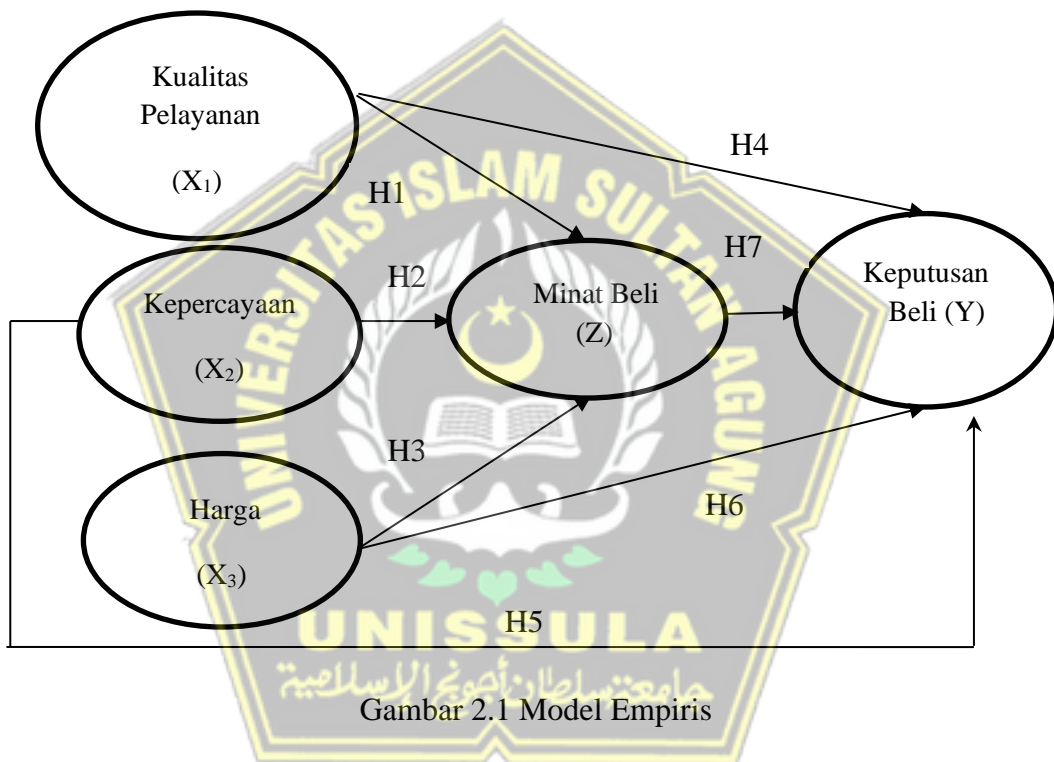 Kualitas
Pelayanan
(X₁)
H4
H1
Kepercayaan
(X₂)
H2
Minat Beli
(Z)
H7
Keputusan
Beli (Y)
Harga
(X₃)
H3
H6
H5
UNIVERSITAS ISLAM SULTAN AGUNG
UNISSULA
جامعة سلطان أجونج الإسلامية
Gambar 2.1 Model Empiris